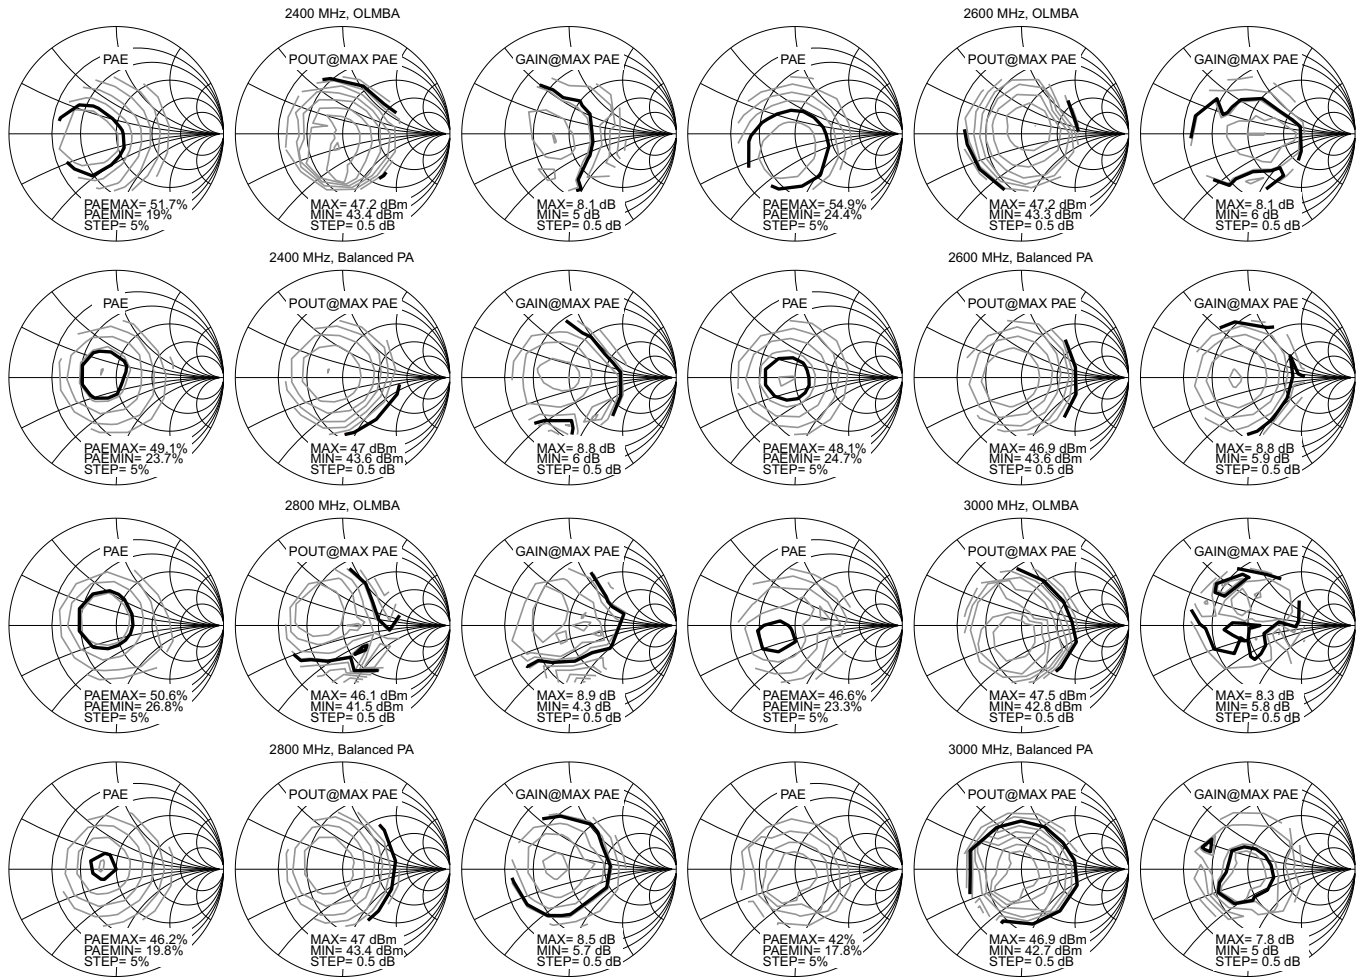 2400 MHz, OLMBA
2600 MHz, OLMBA
PAE
POUT@MAX PAE
GAIN@MAX PAE
PAE
POUT@MAX PAE
GAIN@MAX PAE
PAEMAX= 51.7%
PAEMIN= 19%
STEP= 5%
MAX= 47.2 dBm
MIN= 43.4 dBm
STEP= 0.5 dB
MAX= 8.1 dB
MIN= 5 dB
STEP= 0.5 dB
PAEMAX= 54.9%
PAEMIN= 24.4%
STEP= 5%
MAX= 47.2 dBm
MIN= 43.3 dBm
STEP= 0.5 dB
MAX= 8.1 dB
MIN= 6 dB
STEP= 0.5 dB
2400 MHz, Balanced PA
2600 MHz, Balanced PA
PAE
POUT@MAX PAE
GAIN@MAX PAE
PAE
POUT@MAX PAE
GAIN@MAX PAE
PAEMAX= 49.1%
PAEMIN= 23.7%
STEP= 5%
MAX= 47 dBm
MIN= 43.6 dBm
STEP= 0.5 dB
MAX= 8.8 dB
MIN= 6 dB
STEP= 0.5 dB
PAEMAX= 48.1%
PAEMIN= 24.7%
STEP= 5%
MAX= 46.9 dBm
MIN= 43.6 dBm
STEP= 0.5 dB
MAX= 8.8 dB
MIN= 5.9 dB
STEP= 0.5 dB
2800 MHz, OLMBA
3000 MHz, OLMBA
PAE
POUT@MAX PAE
GAIN@MAX PAE
PAE
POUT@MAX PAE
GAIN@MAX PAE
PAEMAX= 50.6%
PAEMIN= 26.8%
STEP= 5%
MAX= 46.1 dBm
MIN= 41.5 dBm
STEP= 0.5 dB
MAX= 8.9 dB
MIN= 4.3 dB
STEP= 0.5 dB
PAEMAX= 46.6%
PAEMIN= 23.3%
STEP= 5%
MAX= 47.5 dBm
MIN= 42.8 dBm
STEP= 0.5 dB
MAX= 8.3 dB
MIN= 5.8 dB
STEP= 0.5 dB
2800 MHz, Balanced PA
3000 MHz, Balanced PA
PAE
POUT@MAX PAE
GAIN@MAX PAE
PAE
POUT@MAX PAE
GAIN@MAX PAE
PAEMAX= 46.2%
PAEMIN= 19.8%
STEP= 5%
MAX= 47 dBm
MIN= 43.4 dBm
STEP= 0.5 dB
MAX= 8.5 dB
MIN= 5.7 dB
STEP= 0.5 dB
PAEMAX= 42%
PAEMIN= 17.8%
STEP= 5%
MAX= 46.9 dBm
MIN= 42.7 dBm
STEP= 0.5 dB
MAX= 7.8 dB
MIN= 5 dB
STEP= 0.5 dB